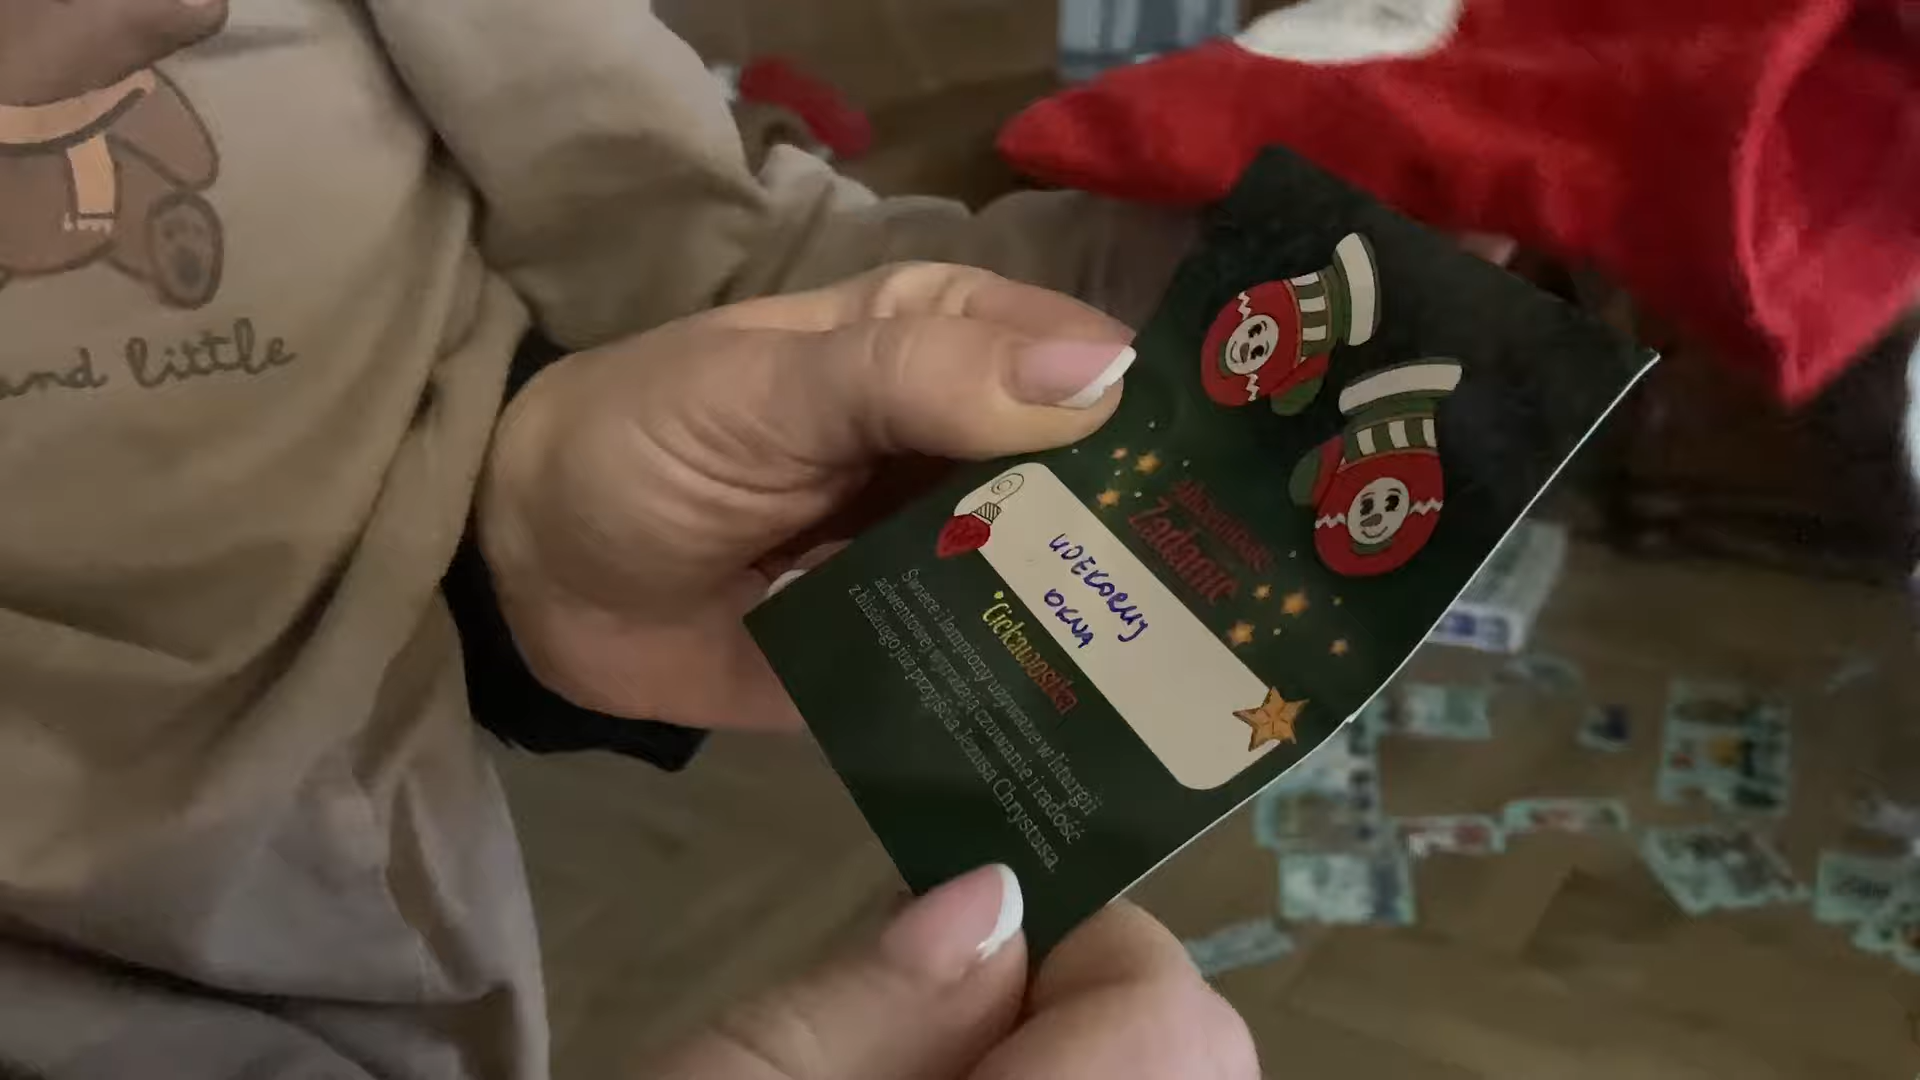 and little
Adwentowe
Zadanie
UDEKORUJ
OKNA
Ciekawostka
Świece i lampiony używane w liturgii
adwentowej wyrażają czuwanie i radość
z bliskiego już przyjścia Jezusa Chrystusa.